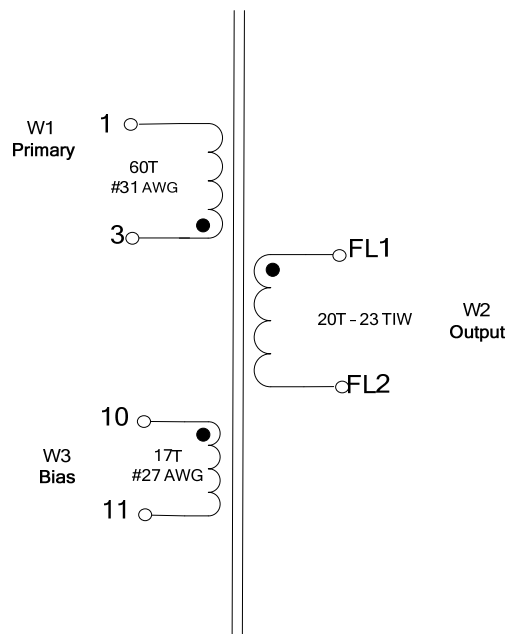 W1
Primary
1
60T
#31 AWG
3
FL1
20T - 23 TIW
W2
Output
FL2
10
W3
Bias
17T
#27 AWG
11